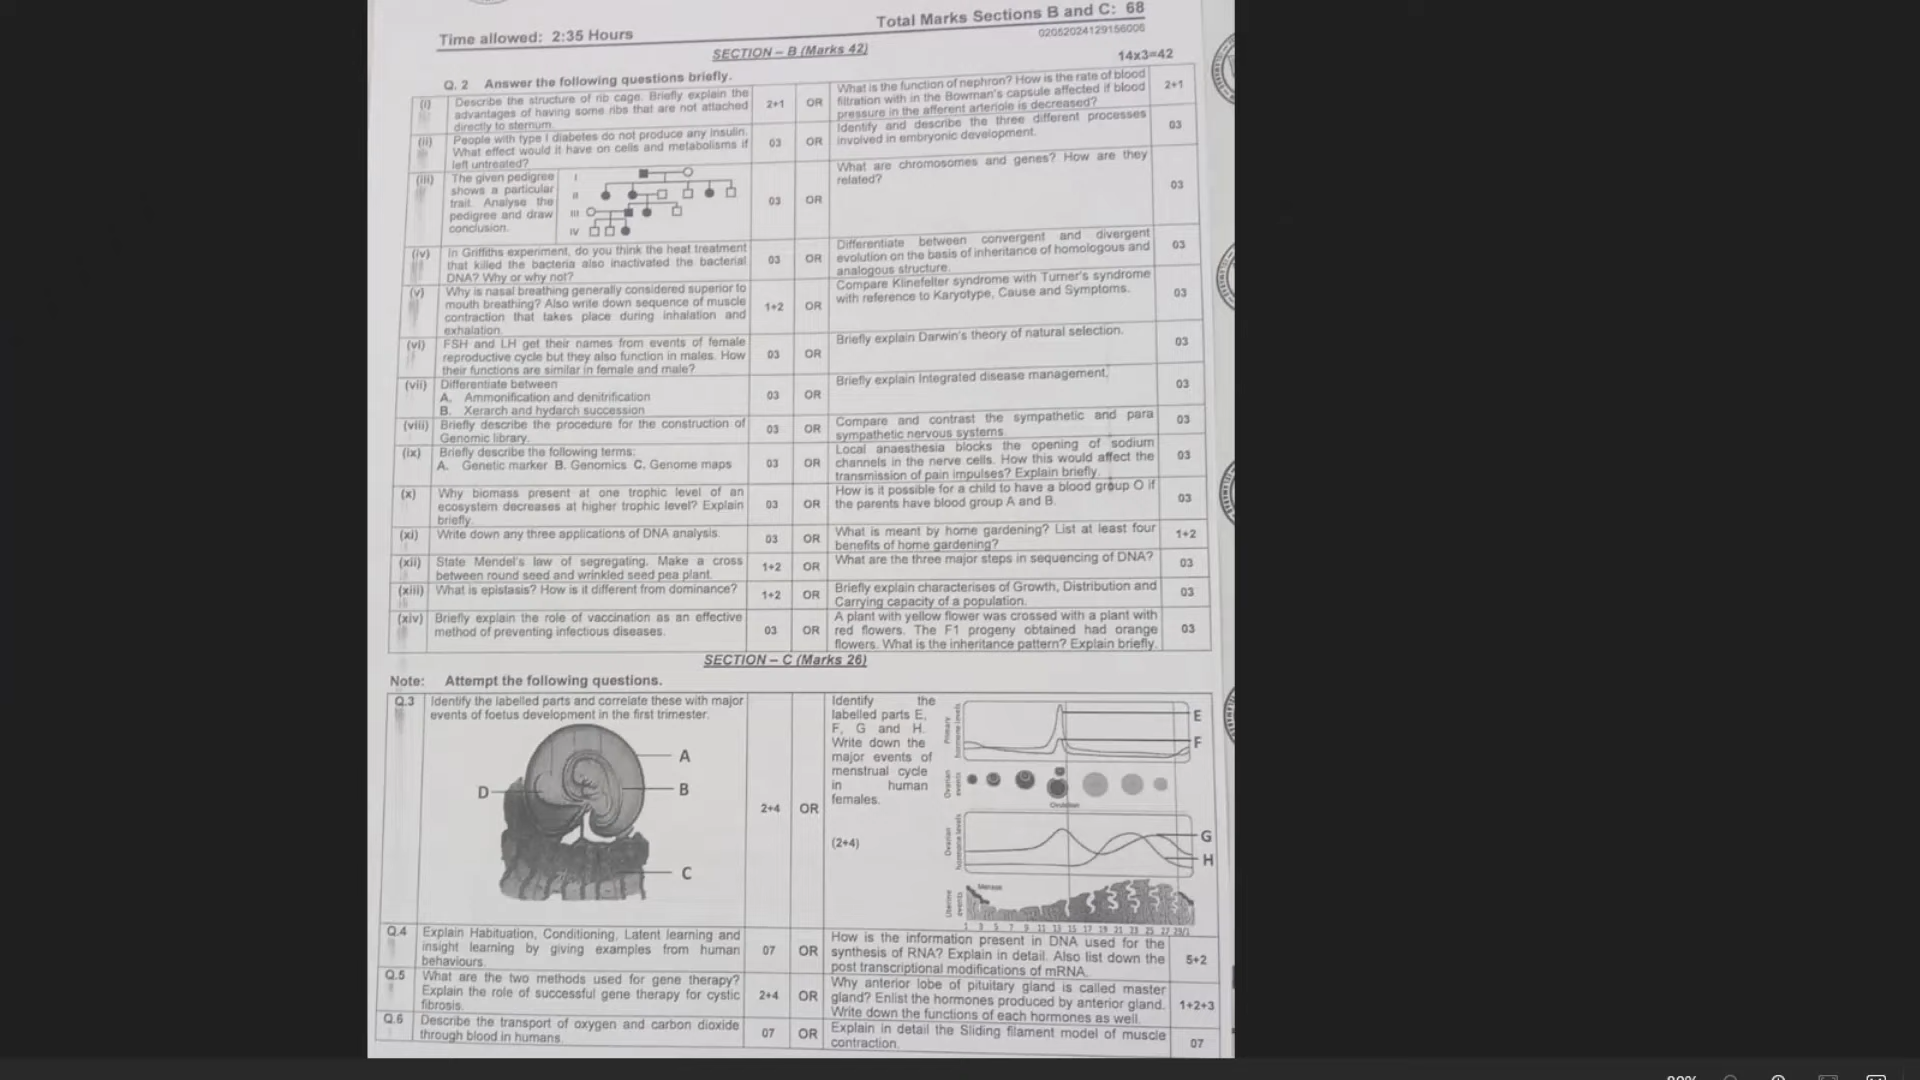 Total Marks Sections B and C: 68
Time allowed: 2:35 Hours
SECTION – B (Marks 42)
14x3=42
Q. 2 Answer the following questions briefly.
(i)
Describe the structure of rib cage. Briefly explain the
advantages of having some ribs that are not attached
directly to sternum.
2+1
OR
What is the function of nephron? How is the rate of blood
filtration with in the Bowman's capsule affected if blood
pressure in the afferent arteriole is decreased?
2+1
(ii)
People with type I diabetes do not produce any insulin.
What effect would it have on cells and metabolisms if
left untreated?
03
OR
Identify and describe the three different processes
involved in embryonic development.
03
(iii)
The given pedigree
shows a particular
trait. Analyse the
pedigree and draw
conclusion.
I
II
III
IV
03
OR
What are chromosomes and genes? How are they
related?
03
(iv)
In Griffiths experiment, do you think the heat treatment
that killed the bacteria also inactivated the bacterial
DNA? Why or why not?
03
OR
Differentiate between convergent and divergent
evolution on the basis of inheritance of homologous and
analogous structure.
03
(v)
Why is nasal breathing generally considered superior to
mouth breathing? Also write down sequence of muscle
contraction that takes place during inhalation and
exhalation.
1+2
OR
Compare Klinefelter syndrome with Turner's syndrome
with reference to Karyotype, Cause and Symptoms.
03
(vi)
FSH and LH get their names from events of female
reproductive cycle but they also function in males. How
their functions are similar in female and male?
03
OR
Briefly explain Darwin's theory of natural selection.
03
(vii)
Differentiate between
A. Ammonification and denitrification
B. Xerarch and hydarch succession
03
OR
Briefly explain Integrated disease management.
03
(viii)
Briefly describe the procedure for the construction of
Genomic library.
03
OR
Compare and contrast the sympathetic and para
sympathetic nervous systems.
03
(ix)
Briefly describe the following terms:
A. Genetic marker B. Genomics C. Genome maps
03
OR
Local anaesthesia blocks the opening of sodium
channels in the nerve cells. How this would affect the
transmission of pain impulses? Explain briefly.
03
(x)
Why biomass present at one trophic level of an
ecosystem decreases at higher trophic level? Explain
briefly.
03
OR
How is it possible for a child to have a blood group O if
the parents have blood group A and B.
03
(xi)
Write down any three applications of DNA analysis.
03
OR
What is meant by home gardening? List at least four
benefits of home gardening?
1+2
(xii)
State Mendel's law of segregating. Make a cross
between round seed and wrinkled seed pea plant.
1+2
OR
What are the three major steps in sequencing of DNA?
03
(xiii)
What is epistasis? How is it different from dominance?
1+2
OR
Briefly explain characterises of Growth, Distribution and
Carrying capacity of a population.
03
(xiv)
Briefly explain the role of vaccination as an effective
method of preventing infectious diseases.
03
OR
A plant with yellow flower was crossed with a plant with
red flowers. The F1 progeny obtained had orange
flowers. What is the inheritance pattern? Explain briefly.
03
SECTION – C (Marks 26)
Note: Attempt the following questions.
Q.3
Identify the labelled parts and correlate these with major
events of foetus development in the first trimester.
A
B
D
C
2+4
OR
Identify the
labelled parts E,
F, G and H.
Write down the
major events of
menstrual cycle
in human
females.
(2+4)
E
F
Ovarian events
Ovulation
Ovarian hormone levels
G
H
Menses
Uterine events
Q.4
Explain Habituation, Conditioning, Latent learning and
insight learning by giving examples from human
behaviours.
07
OR
How is the information present in DNA used for the
synthesis of RNA? Explain in detail. Also list down the
post transcriptional modifications of mRNA.
5+2
Q.5
What are the two methods used for gene therapy?
Explain the role of successful gene therapy for cystic
fibrosis.
2+4
OR
Why anterior lobe of pituitary gland is called master
gland? Enlist the hormones produced by anterior gland.
Write down the functions of each hormones as well.
1+2+3
Q.6
Describe the transport of oxygen and carbon dioxide
through blood in humans.
07
OR
Explain in detail the Sliding filament model of muscle
contraction.
07